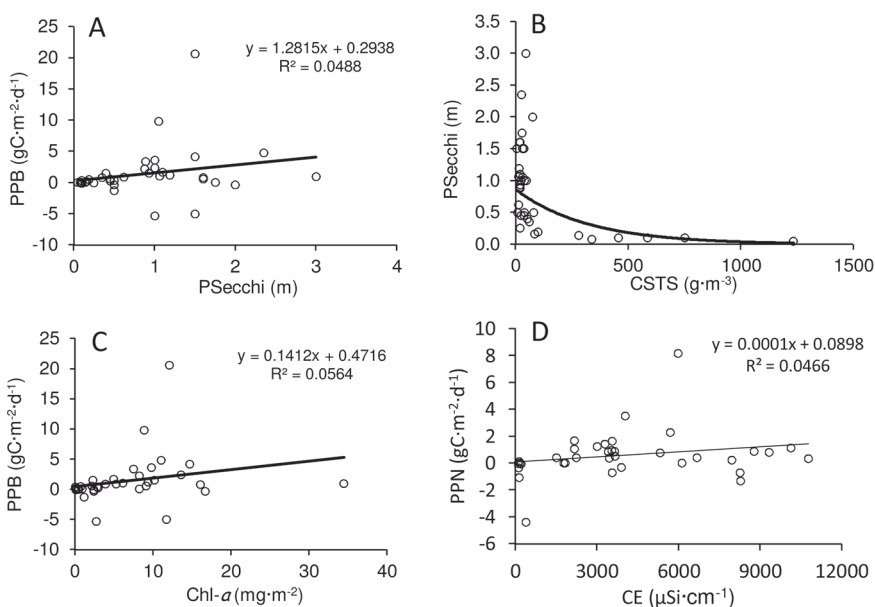 A
y = 1.2815x + 0.2938
R² = 0.0488
25
20
15
10
5
0
-5
-10
PPB (gC·m⁻²·d⁻¹)
0 1 2 3 4
PSecchi (m)
B
3.5
3.0
2.5
2.0
1.5
1.0
0.5
0.0
PSecchi (m)
0 500 1000 1500
CSTS (g·m⁻³)
C
y = 0.1412x + 0.4716
R² = 0.0564
25
20
15
10
5
0
-5
-10
PPB (gC·m⁻²·d⁻¹)
0 10 20 30 40
Chl-a (mg·m⁻²)
D
y = 0.0001x + 0.0898
R² = 0.0466
10
8
6
4
2
0
-2
-4
-6
PPN (gC·m⁻²·d⁻¹)
0 3000 6000 9000 12000
CE (µSi·cm⁻¹)